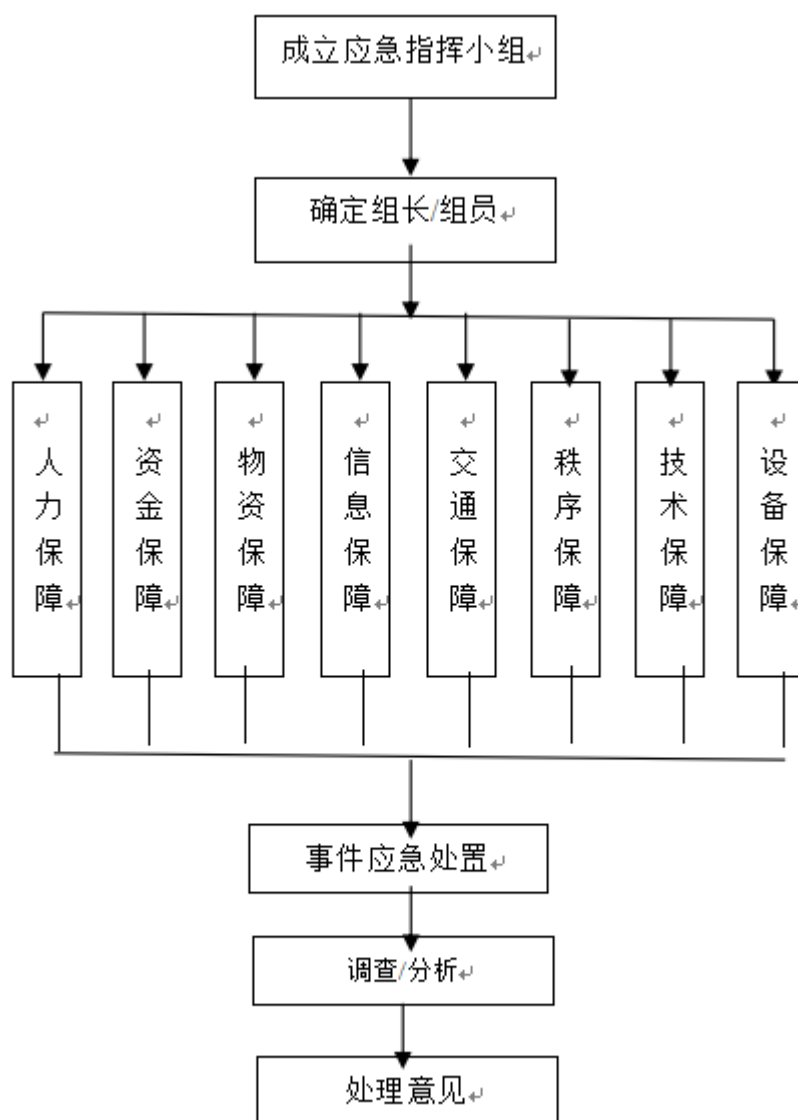 成立应急指挥小组
确定组长/组员
人力保障
资金保障
物资保障
信息保障
交通保障
秩序保障
技术保障
设备保障
事件应急处置
调查/分析
处理意见